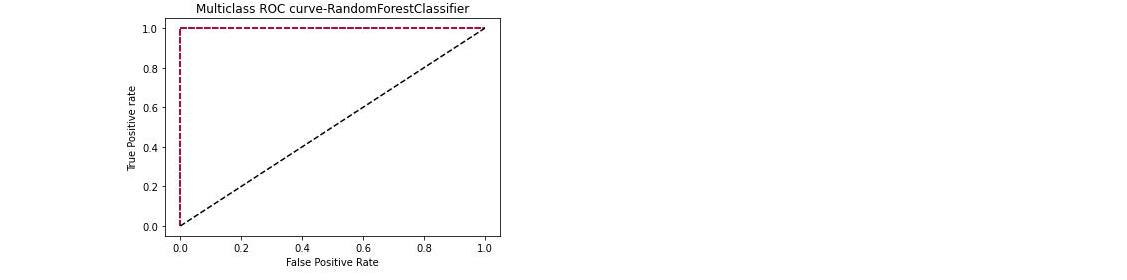 Multiclass ROC curve-RandomForestClassifier
1.0
0.8
0.6
0.4
0.2
0.0
True Positive rate
0.0 0.2 0.4 0.6 0.8 1.0
False Positive Rate